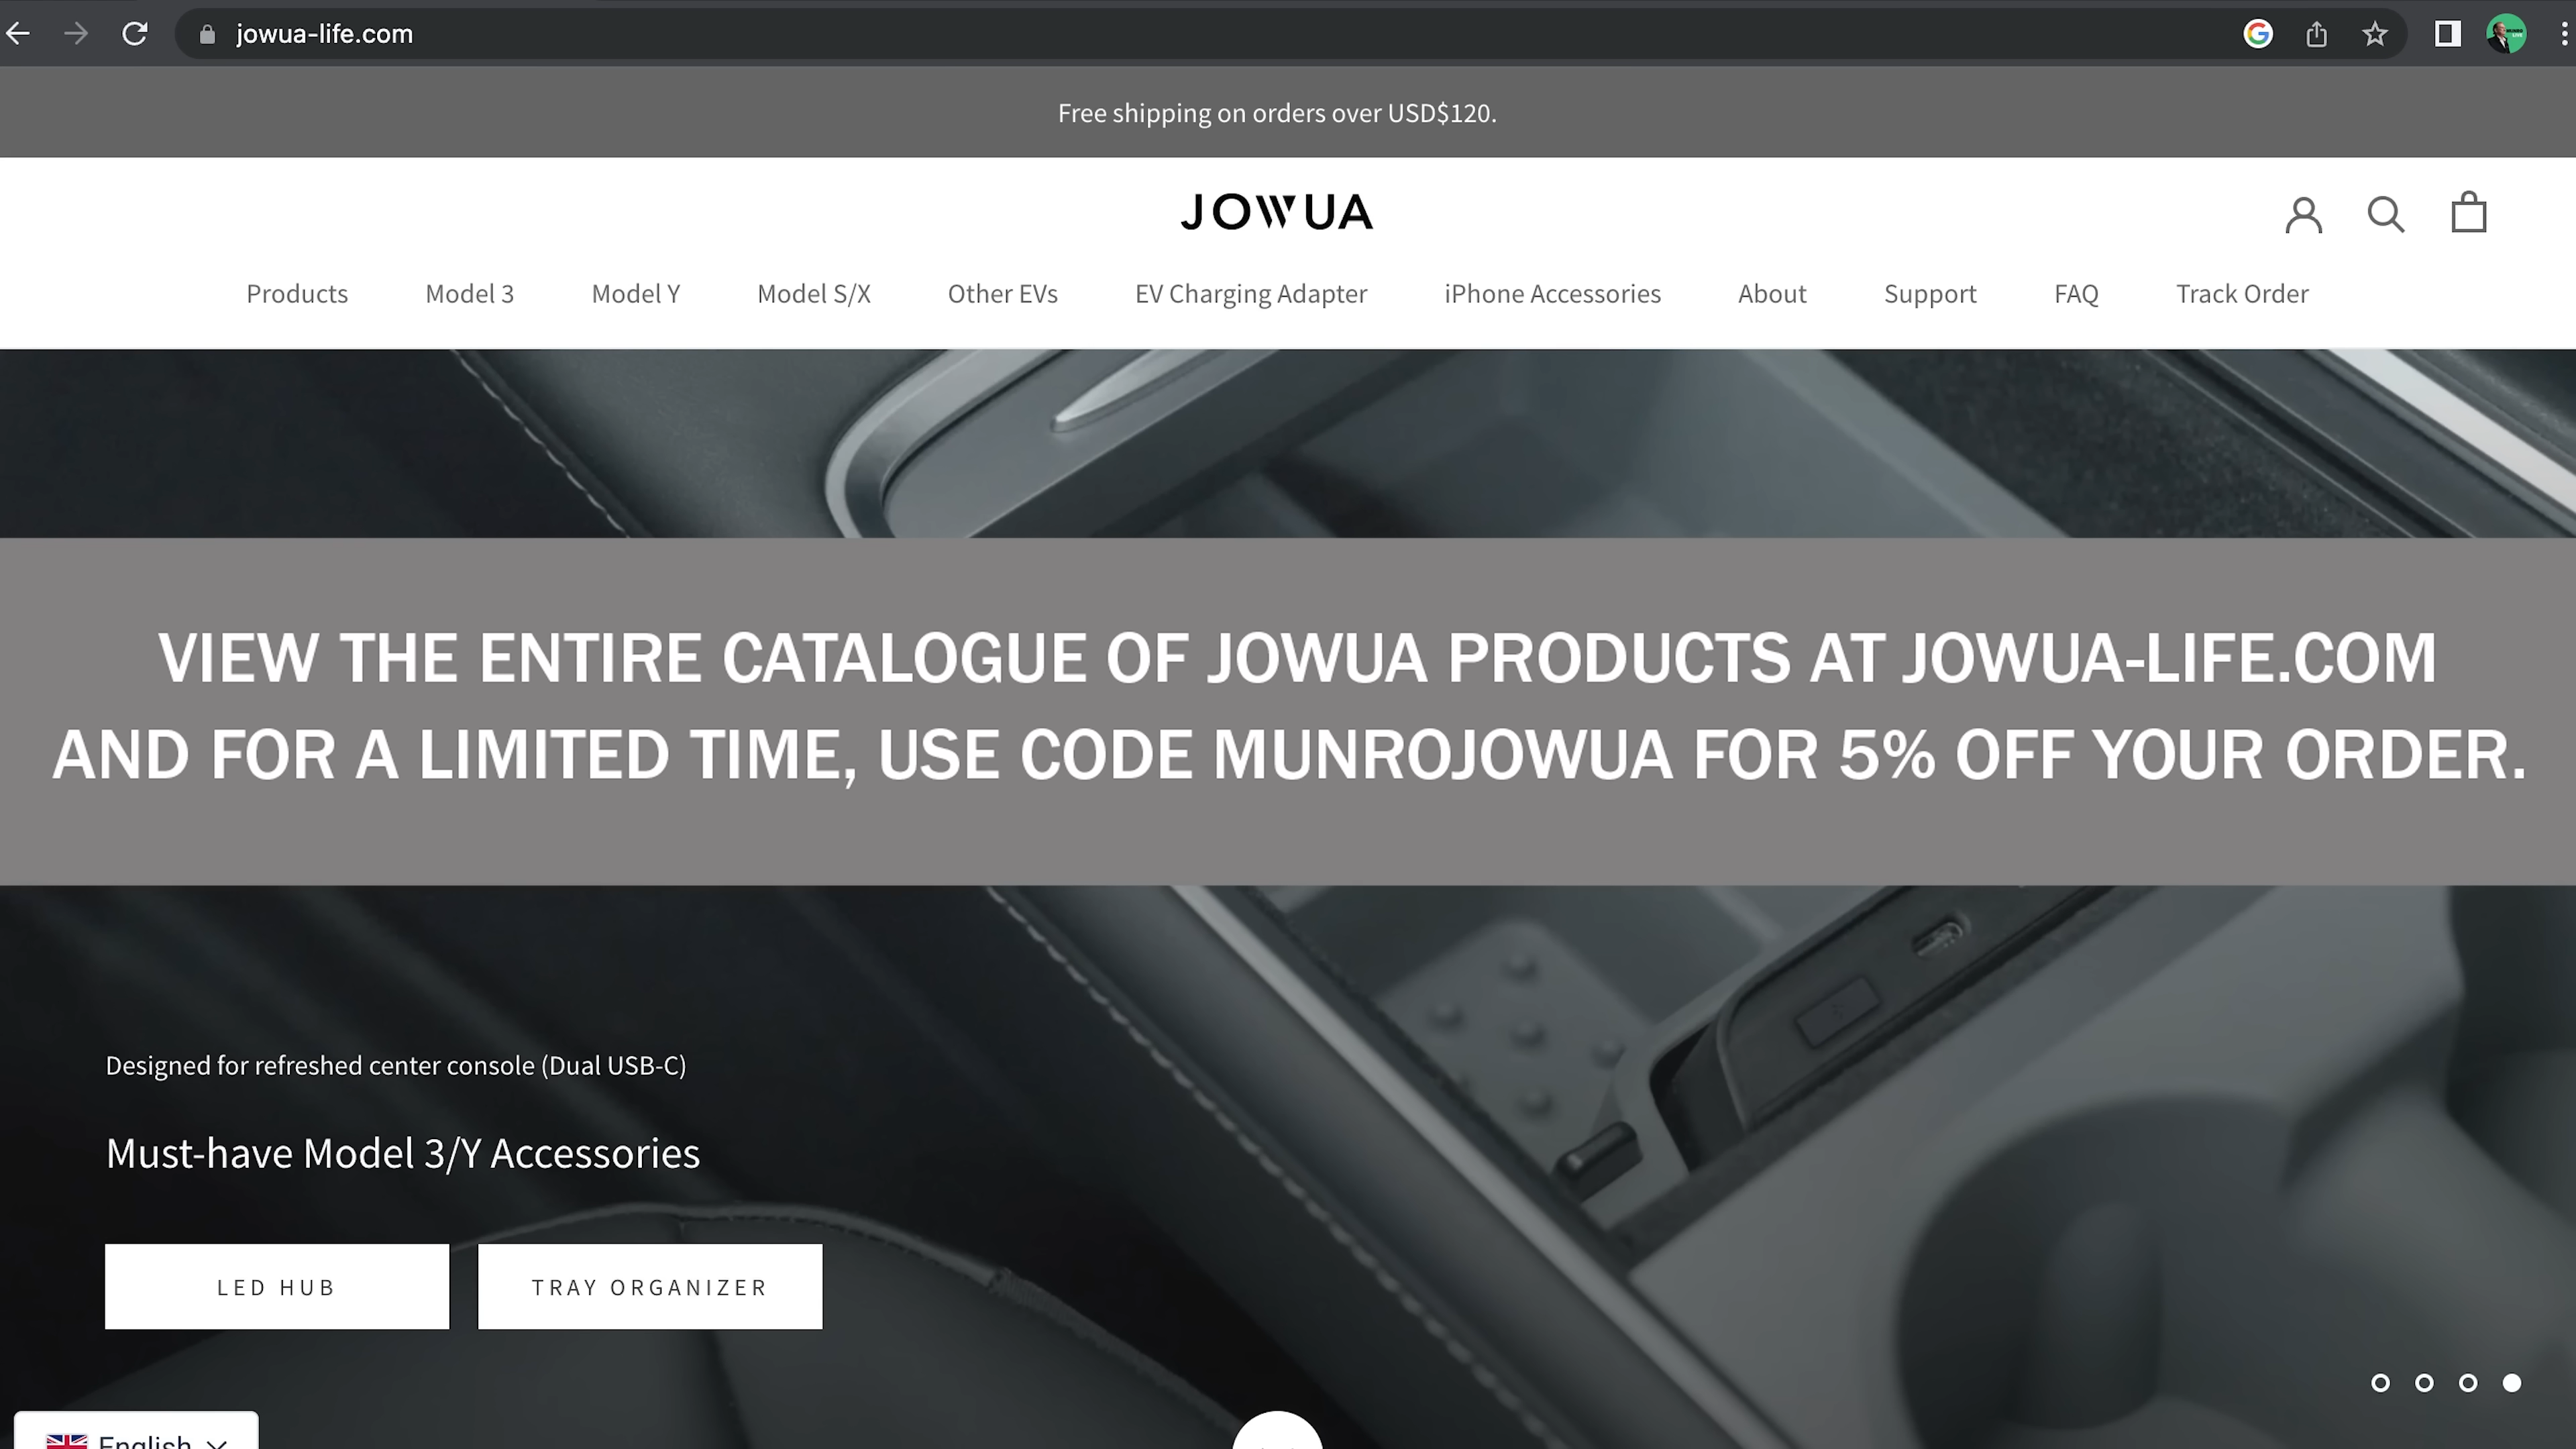 jowua-life.com
Free shipping on orders over USD$120.
JOWUA
Products Model 3 Model Y Model S/X Other EVs EV Charging Adapter iPhone Accessories About Support FAQ Track Order
VIEW THE ENTIRE CATALOGUE OF JOWUA PRODUCTS AT JOWUA-LIFE.COM
AND FOR A LIMITED TIME, USE CODE MUNROJOWUA FOR 5% OFF YOUR ORDER.
Designed for refreshed center console (Dual USB-C)
Must-have Model 3/Y Accessories
LED HUB TRAY ORGANIZER
English